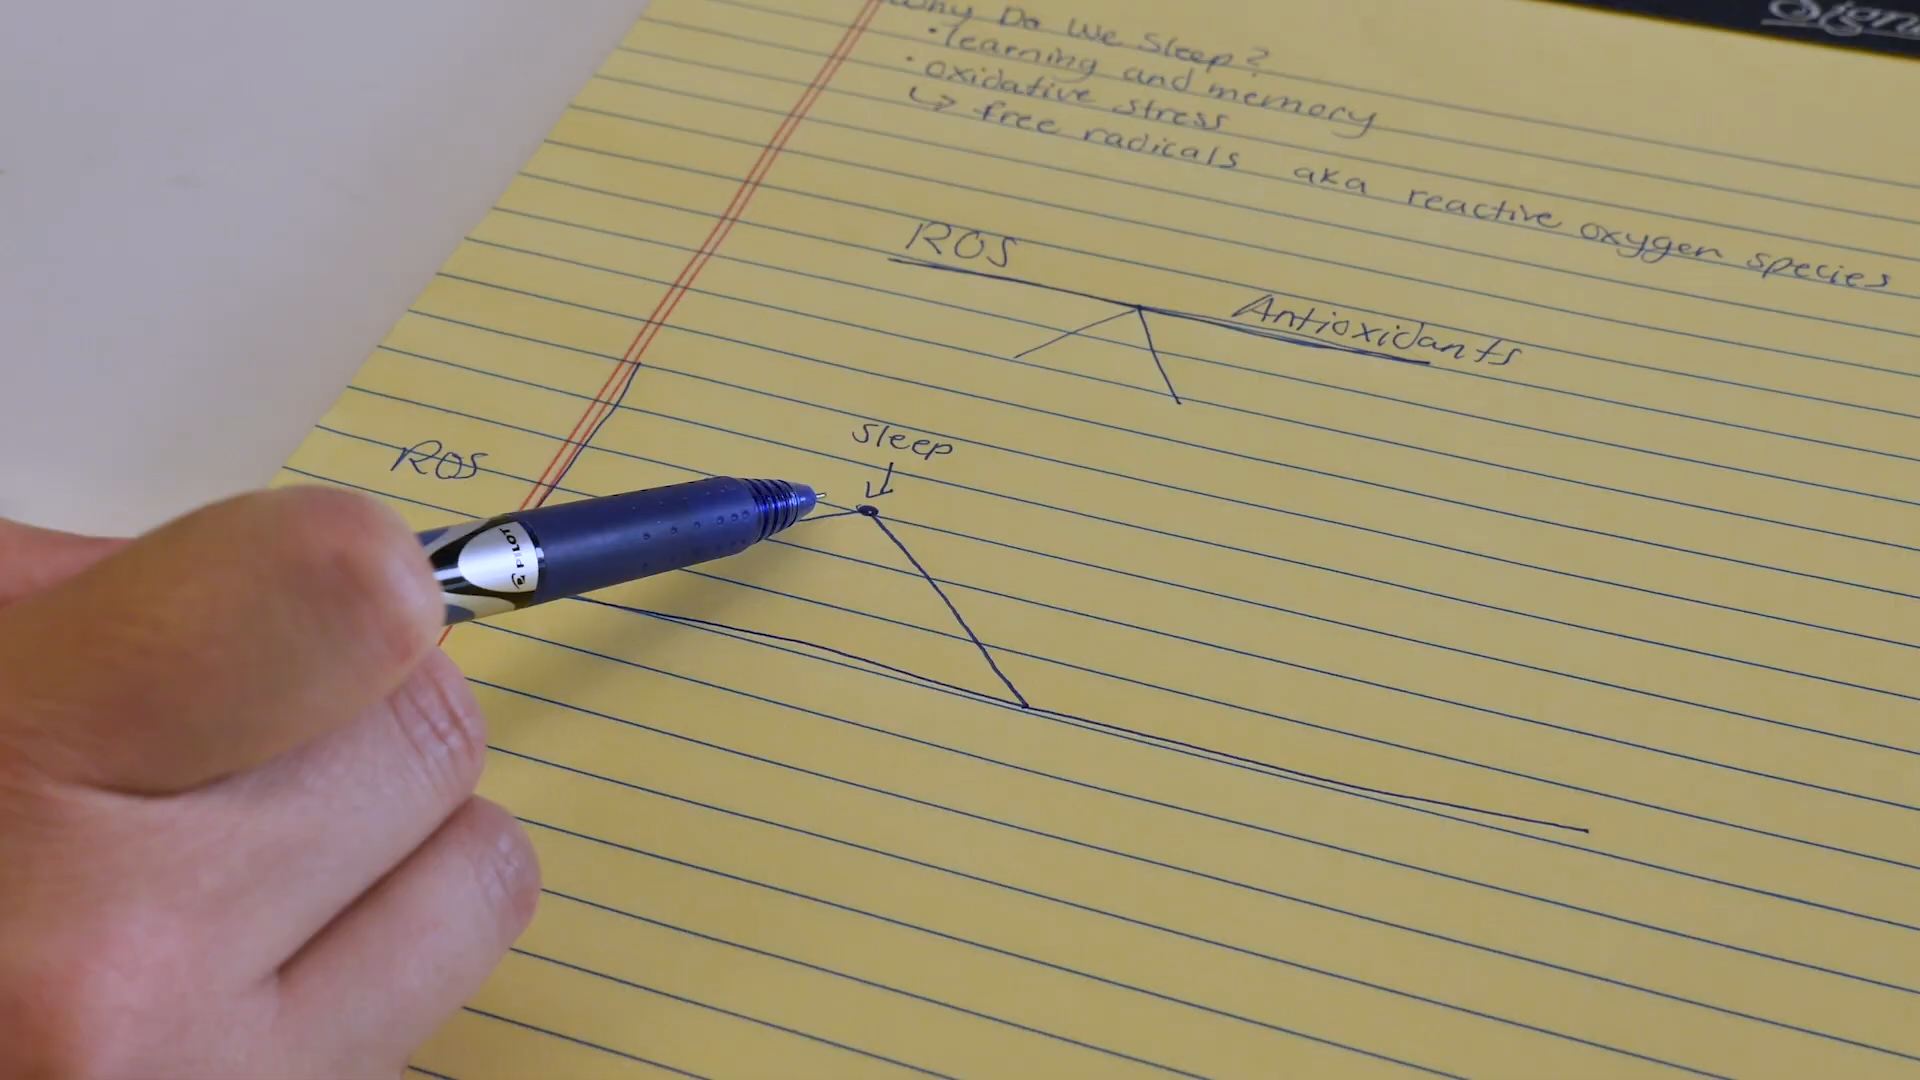 Why Do We Sleep?
• learning and memory
• oxidative stress
↳ free radicals aka reactive oxygen species
ROS
Antioxidants
Sleep
ROS
PILOT